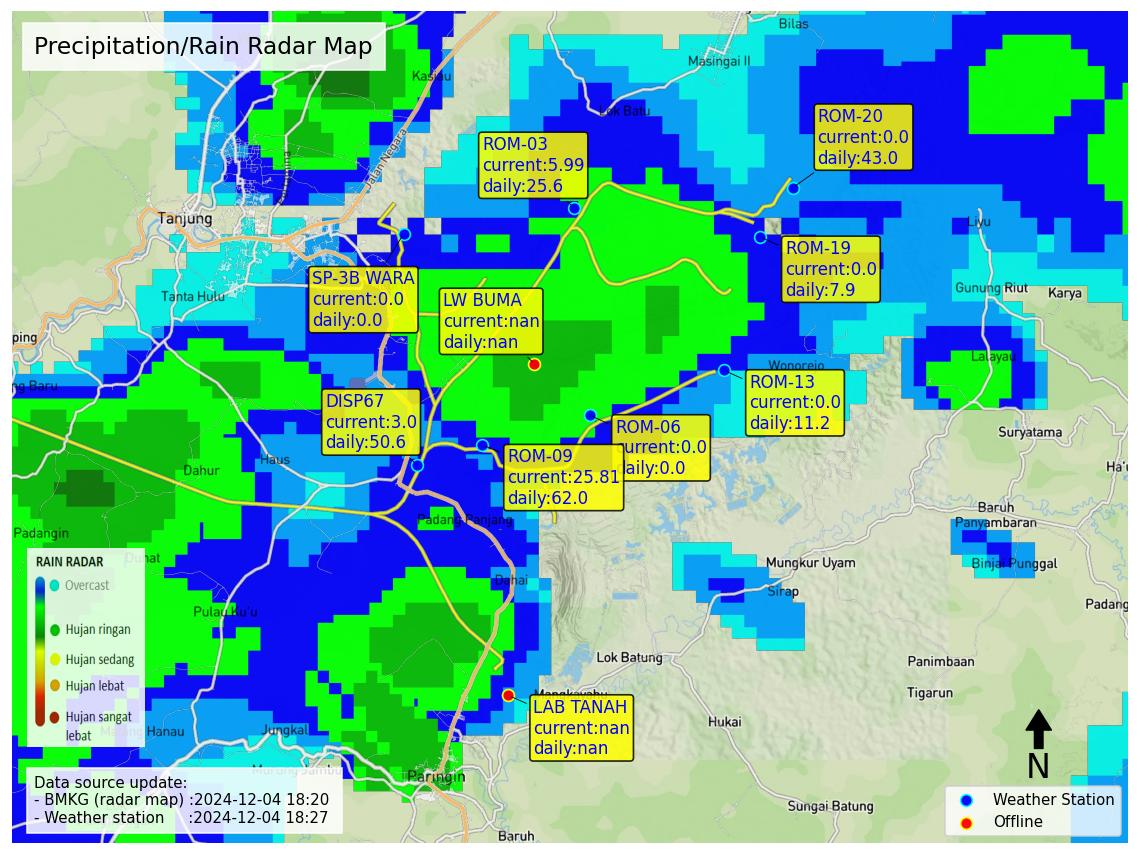 Precipitation/Rain Radar Map
Bilas
Masingai II
Kasiau
Lok Batu
Jalan Negara
ROM-20
current:0.0
daily:43.0
ROM-03
current:5.99
daily:25.6
Tanjung
Liyu
ROM-19
current:0.0
daily:7.9
SP-3B WARA
current:0.0
daily:0.0
Tanta Hulu
LW BUMA
current:nan
daily:nan
Gunung Riut
Karya
ping
Wonorejo
Lalayau
ng Baru
ROM-13
current:0.0
daily:11.2
DISP67
current:3.0
daily:50.6
ROM-06
current:0.0
daily:0.0
Suryatama
ROM-09
current:25.81
daily:62.0
Haus
Dahur
Ha'u
Padang Panjang
Baruh
Panyambaran
Padangin
Binjai Punggal
Mungkur Uyam
Dahai
Sirap
Padang
Pulau Ku'u
RAIN RADAR
Overcast
Hujan ringan
Hujan sedang
Hujan lebat
Hujan sangat
lebat
Lok Batung
Panimbaan
Tigarun
Mangkayahu
LAB TANAH
current:nan
daily:nan
Hukai
Hanau
Jungkal
Paringin
Sungai Batung
Baruh
N
Data source update:
- BMKG (radar map) :2024-12-04 18:20
- Weather station :2024-12-04 18:27
Weather Station
Offline